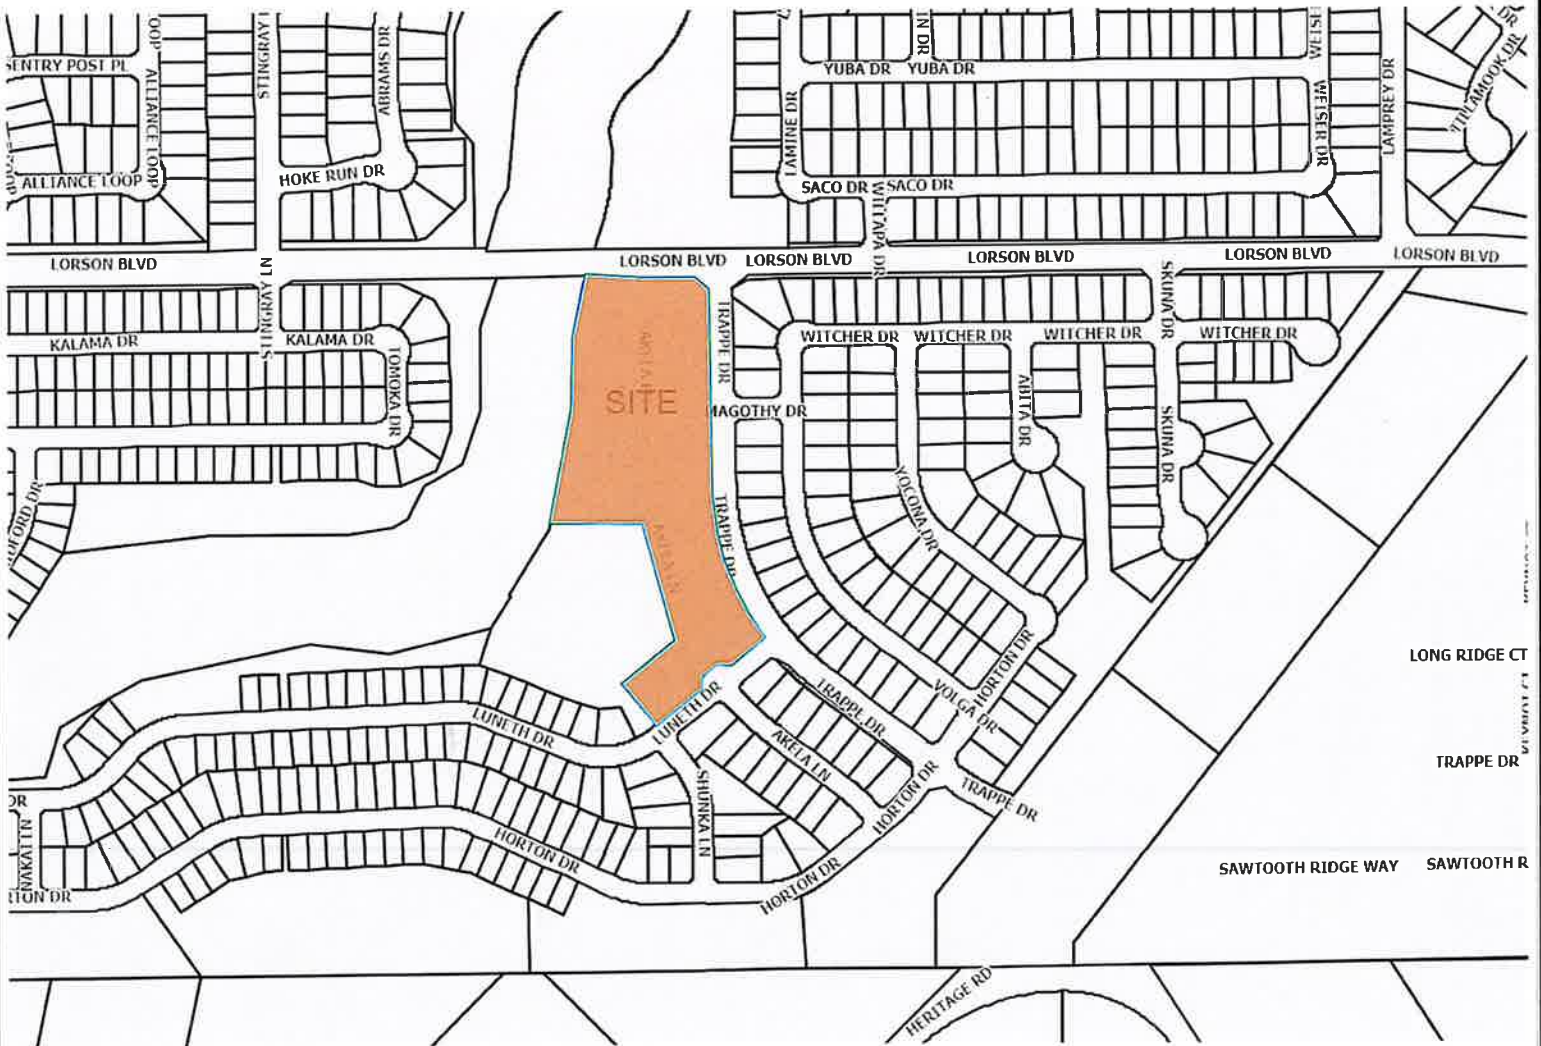 STINGRAY
ABRAMS DR
SENTRY POST PL
ALLIANCE LOOP
YUBA DR
YUBA DR
LAMINE DR
WEISER DR
LAMPREY DR
ALLIANCE LOOP
HOKE RUN DR
SACO DR
SACO DR
WILLAPA DR
LORSON BLVD
LORSON BLVD
LORSON BLVD
LORSON BLVD
LORSON BLVD
LORSON BLVD
STINGRAY LN
SKUNA DR
KALAMA DR
KALAMA DR
TOMOKA DR
TRAPPE DR
WITCHER DR
WITCHER DR
WITCHER DR
WITCHER DR
SITE
MAGOTHY DR
ABITA DR
SKUNA DR
YOCONA DR
TRAPPE DR
HORTON DR
LONG RIDGE CT
VOLGA DR
TRAPPE DR
LUNETH DR
LUNETH DR
AKELA LN
TRAPPE DR
SHUNKA LN
HORTON DR
TRAPPE DR
NAKIVA LN
HORTON DR
SAWTOOTH RIDGE WAY
SAWTOOTH R
RTON DR
HORTON DR
HERITAGE RD